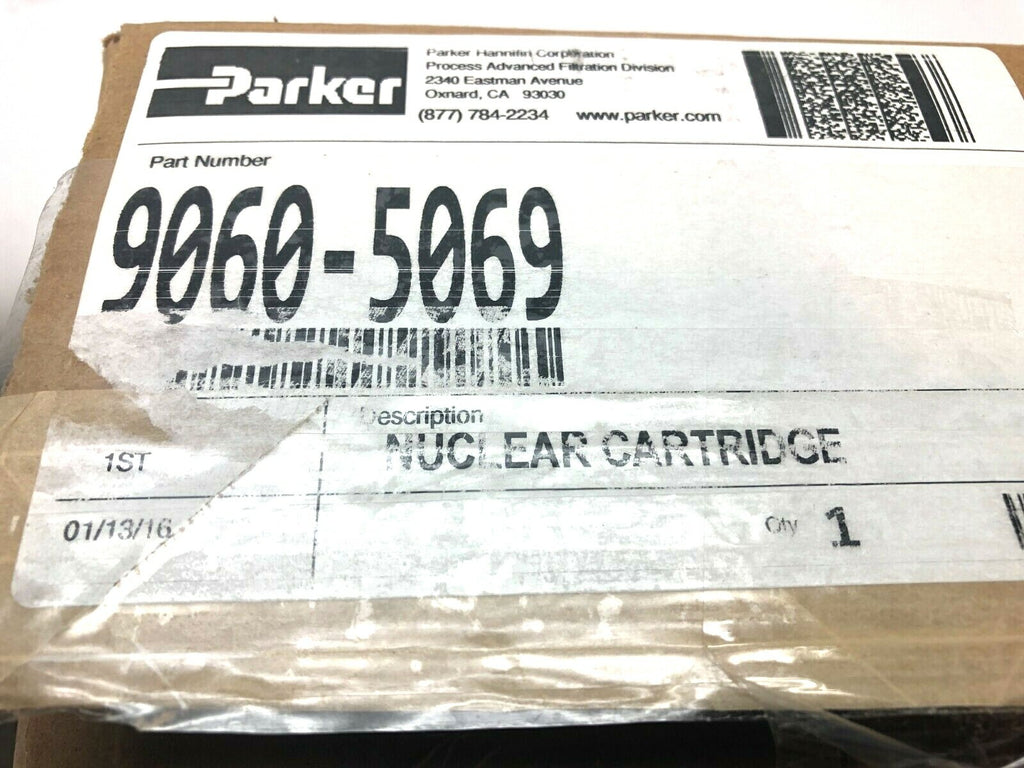 Parker
Parker Hannifin Corporation
Process Advanced Filtration Division
2340 Eastman Avenue
Oxnard, CA 93030
(877) 784-2234 www.parker.com
Part Number
9060-5069
Description
1ST
NUCLEAR CARTRIDGE
01/13/16
Qty 1